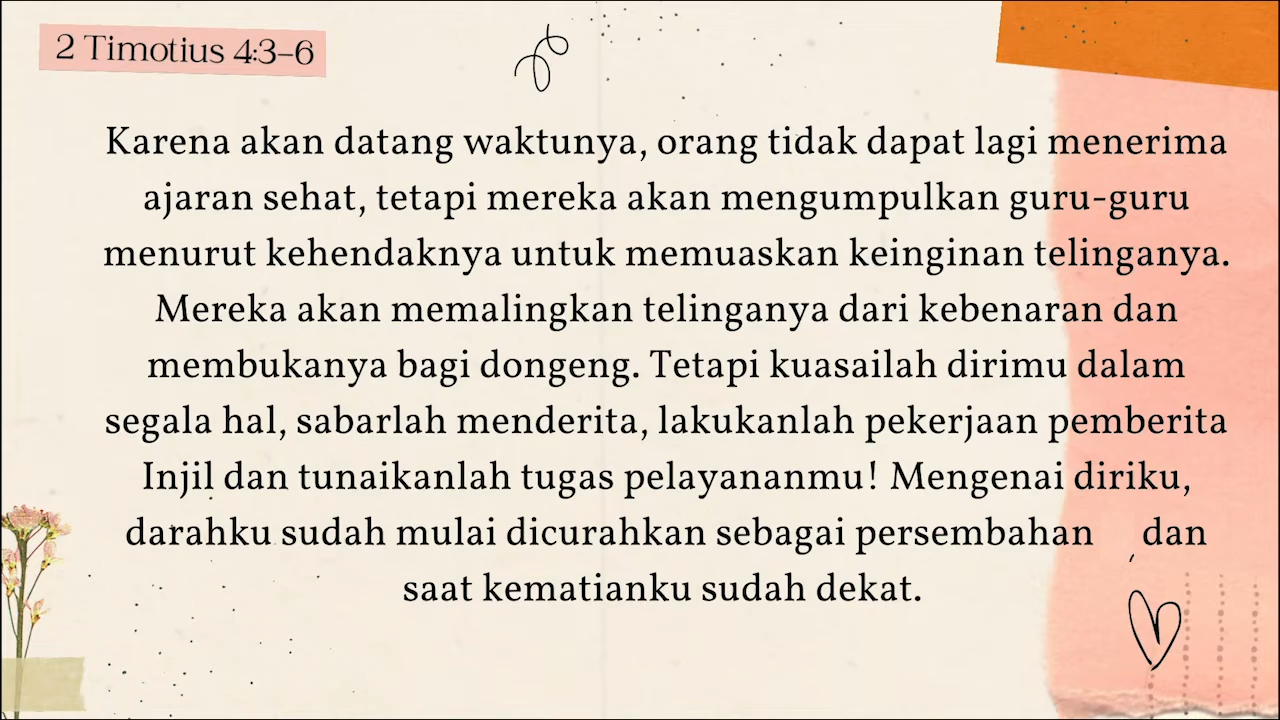 2 Timotius 4:3-6
Karena akan datang waktunya, orang tidak dapat lagi menerima
ajaran sehat, tetapi mereka akan mengumpulkan guru-guru
menurut kehendaknya untuk memuaskan keinginan telinganya.
Mereka akan memalingkan telinganya dari kebenaran dan
membukanya bagi dongeng. Tetapi kuasailah dirimu dalam
segala hal, sabarlah menderita, lakukanlah pekerjaan pemberita
Injil dan tunaikanlah tugas pelayananmu! Mengenai diriku,
darahku sudah mulai dicurahkan sebagai persembahan dan
saat kematianku sudah dekat.